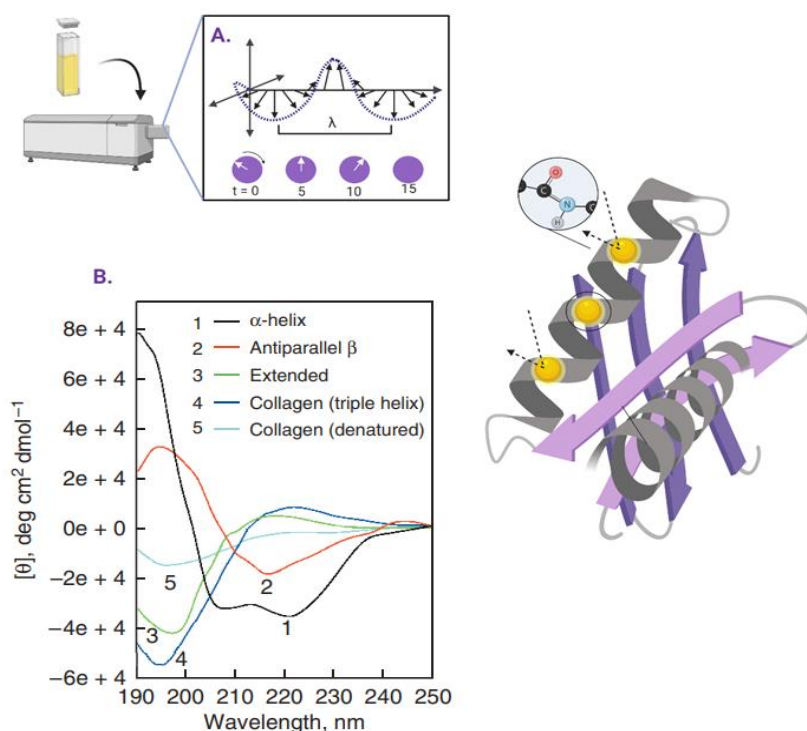 A.
λ
t = 0 5 10 15
O
C
N
H
C
B.
8e + 4
6e + 4
4e + 4
2e + 4
0e + 0
−2e + 4
−4e + 4
−6e + 4
[θ], deg cm² dmol⁻¹
1 α-helix
2 Antiparallel β
3 Extended
4 Collagen (triple helix)
5 Collagen (denatured)
5
2
1
3
4
190 200 210 220 230 240 250
Wavelength, nm